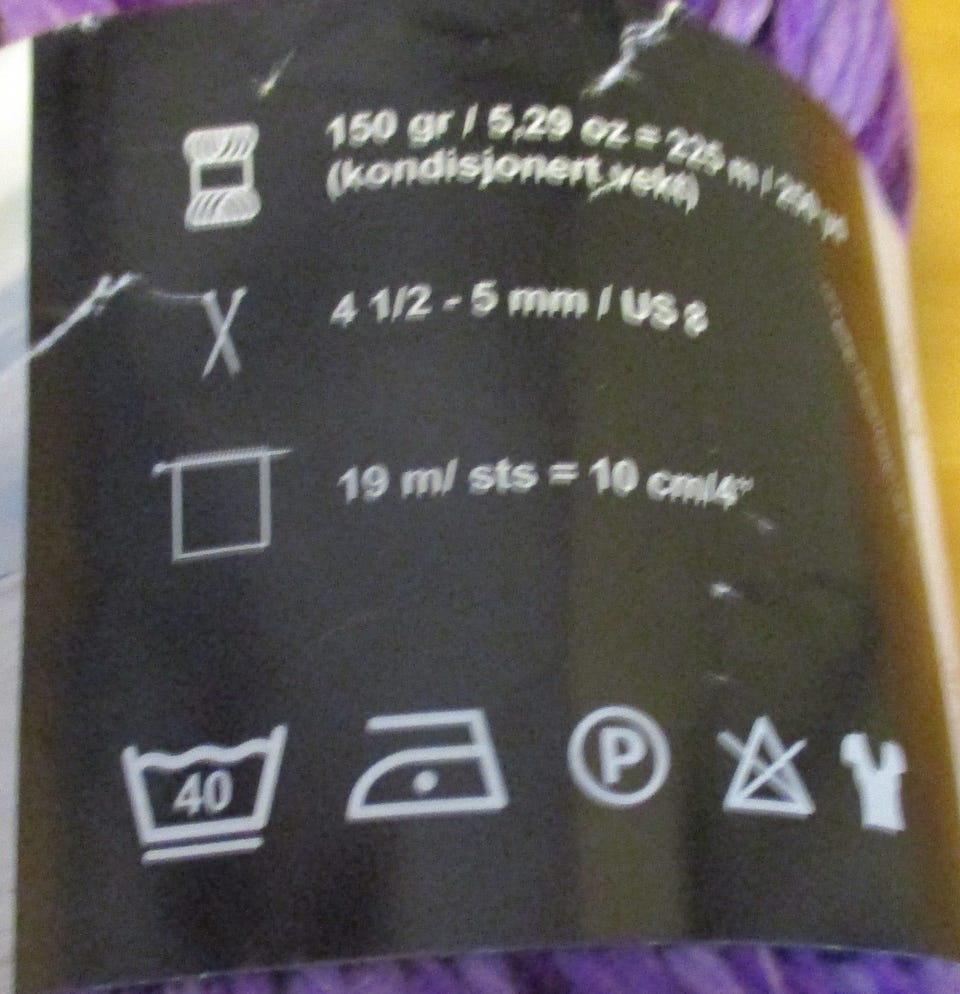 150 gr / 5,29 oz = 225 m /
(kondisjonert vekt)
4 1/2 - 5 mm / US 8
19 m/ sts = 10 cm/4"
40
P